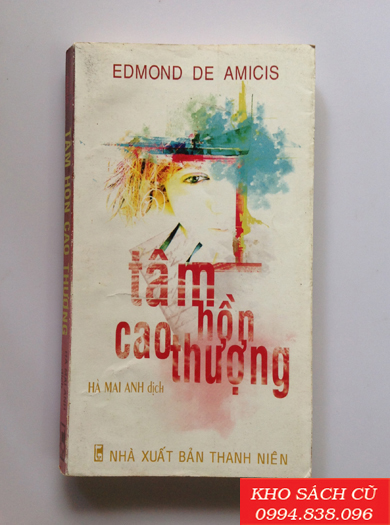 EDMOND DE AMICIS
tâm
hồn
cao
thượng
HÀ MAI ANH dịch
NHÀ XUẤT BẢN THANH NIÊN
TÂM HỒN CAO THƯỢNG
KHO SÁCH CŨ
0994.838.096